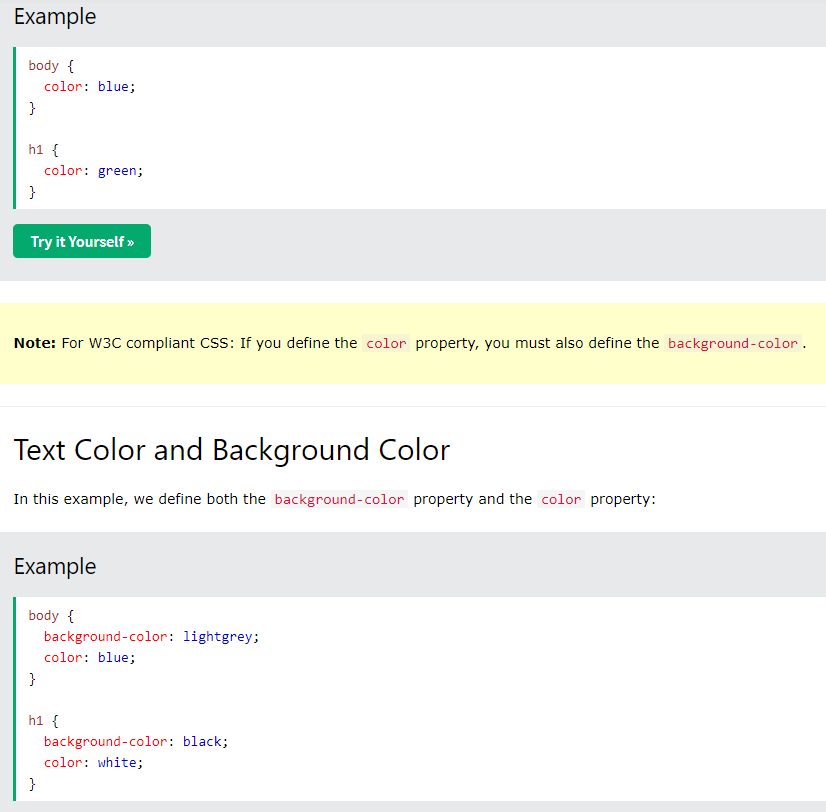 Example
body {
  color: blue;
}
h1 {
  color: green;
}
Try it Yourself »
Note: For W3C compliant CSS: If you define the color property, you must also define the background-color.
Text Color and Background Color
In this example, we define both the background-color property and the color property:
Example
body {
  background-color: lightgrey;
  color: blue;
}
h1 {
  background-color: black;
  color: white;
}